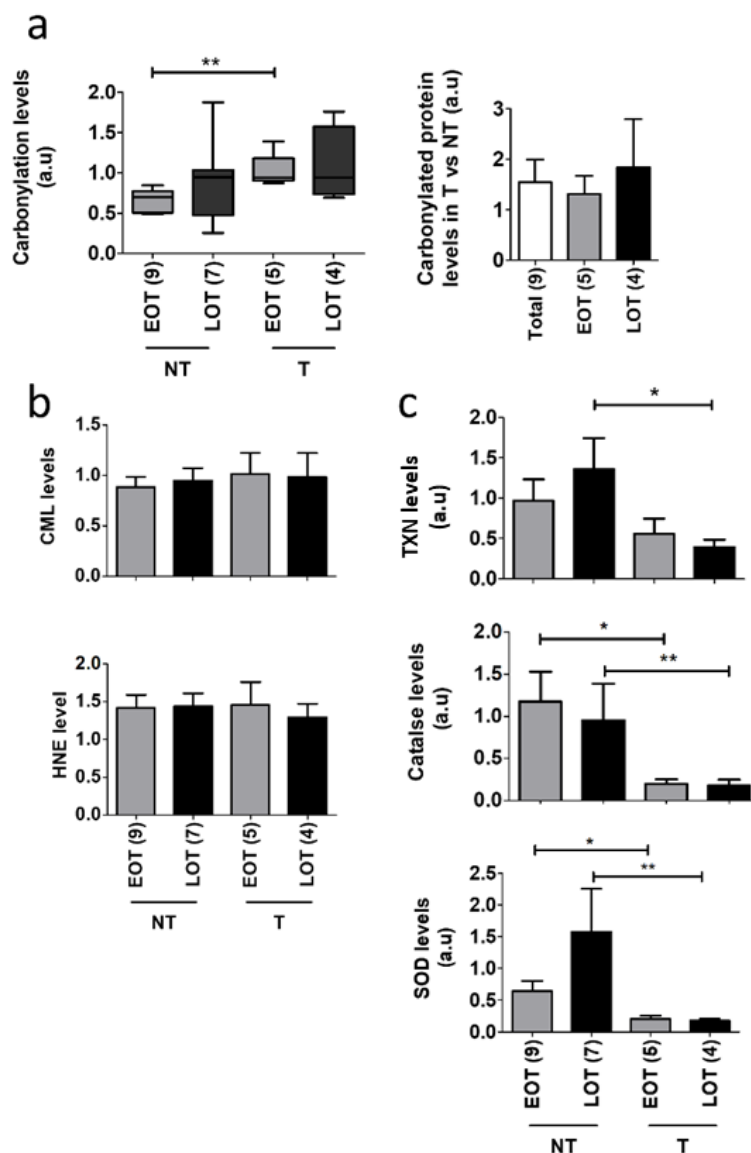 a
**
Carbonylation levels
(a.u)
2.0
1.5
1.0
0.5
0.0
EOT (9)
LOT (7)
EOT (5)
LOT (4)
NT
T
Carbonylated protein
levels in T vs NT (a.u)
3
2
1
0
Total (9)
EOT (5)
LOT (4)
b
CML levels
1.5
1.0
0.5
0.0
HNE level
2.0
1.5
1.0
0.5
0.0
EOT (9)
LOT (7)
EOT (5)
LOT (4)
NT
T
c
*
TXN levels
(a.u)
2.0
1.5
1.0
0.5
0.0
*
**
Catalse levels
(a.u)
2.0
1.5
1.0
0.5
0.0
*
**
SOD levels
(a.u)
2.5
2.0
1.5
1.0
0.5
0.0
EOT (9)
LOT (7)
EOT (5)
LOT (4)
NT
T